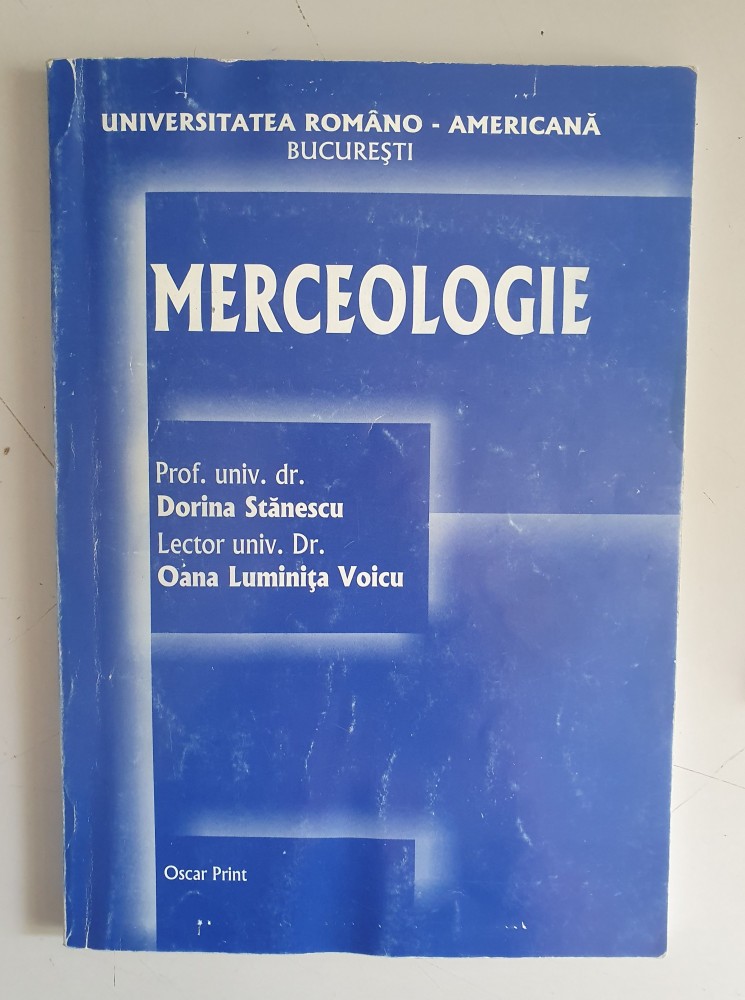 UNIVERSITATEA ROMÂNO - AMERICANĂ
BUCUREŞTI
MERCEOLOGIE
Prof. univ. dr.
Dorina Stănescu
Lector univ. Dr.
Oana Luminiţa Voicu
Oscar Print